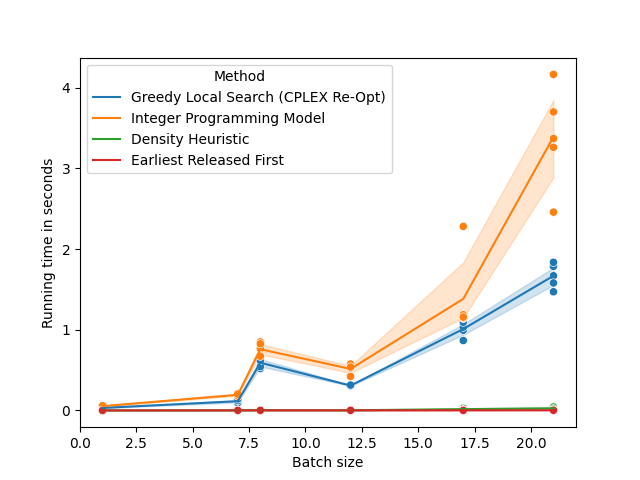 Method
Greedy Local Search (CPLEX Re-Opt)
Integer Programming Model
Density Heuristic
Earliest Released First
4
3
2
1
0
Running time in seconds
0.0 2.5 5.0 7.5 10.0 12.5 15.0 17.5 20.0
Batch size